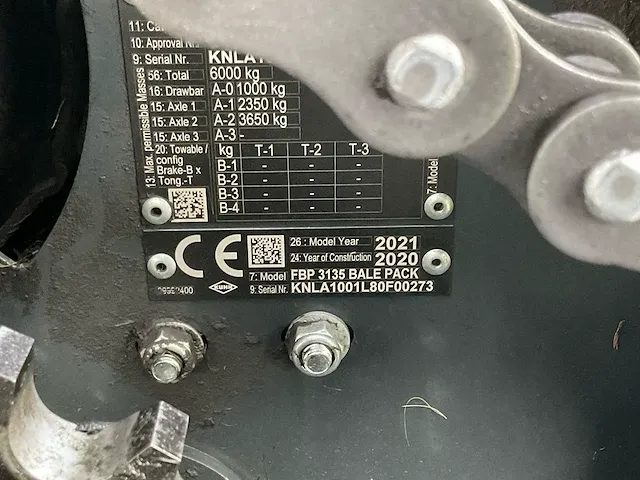 11: Ca
10: Approval Nr.
9: Serial Nr. KNLA1
56: Total 6000 kg
16: Drawbar A-0 1000 kg
15: Axle 1 A-1 2350 kg
15: Axle 2 A-2 3650 kg
15: Axle 3 A-3 -
13: Max. permissible Masses
20: Towable / config Brake-B x Tong.-T
kg T-1 T-2 T-3
B-1 - - -
B-2 - - -
B-3 - - -
B-4 - - -
7: Model
CE
26: Model Year 2021
24: Year of Construction 2020
7: Model FBP 3135 BALE PACK
KUHN
9: Serial Nr. KNLA1001L80F00273